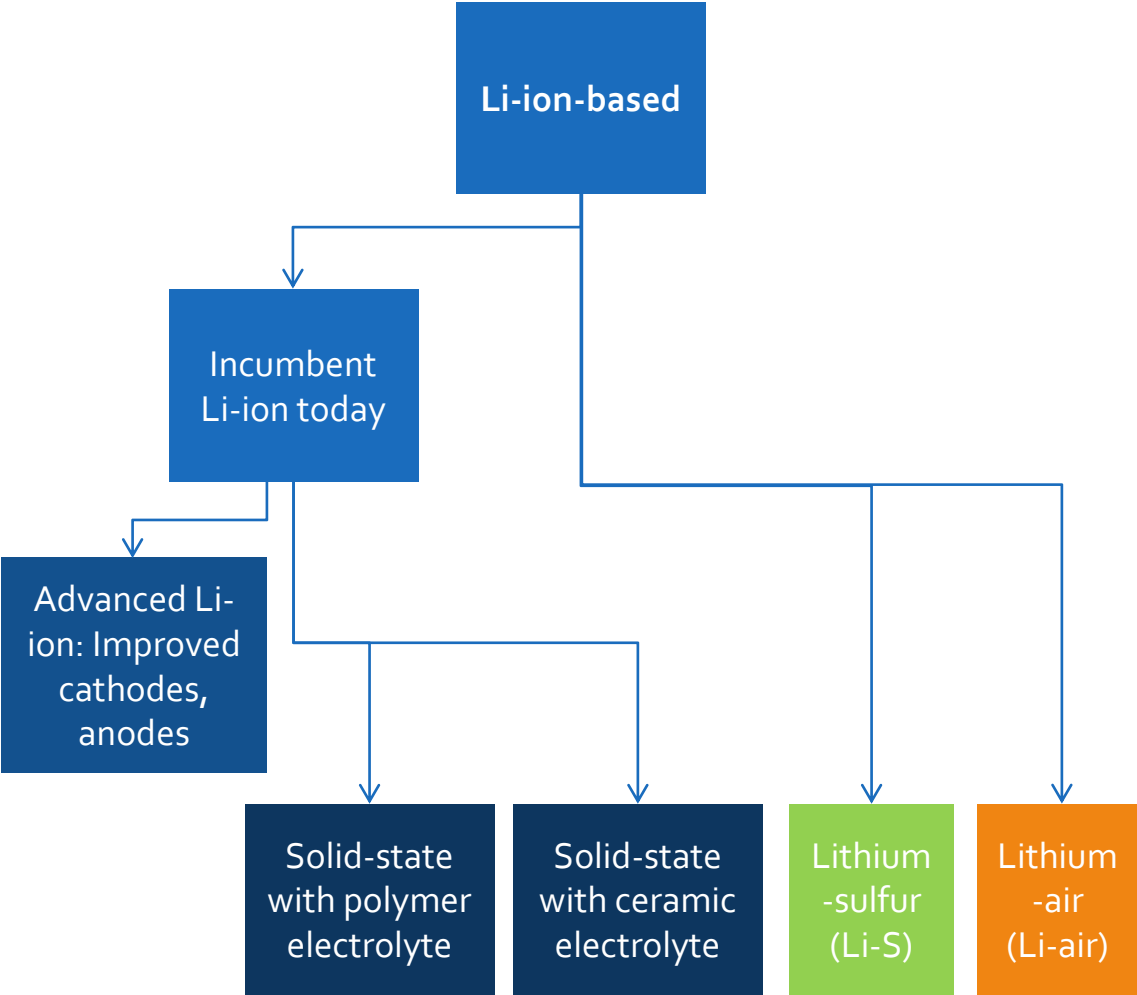 Li-ion-based
Incumbent
Li-ion today
Advanced Li-
ion: Improved
cathodes,
anodes
Solid-state
with polymer
electrolyte
Solid-state
with ceramic
electrolyte
Lithium
-sulfur
(Li-S)
Lithium
-air
(Li-air)